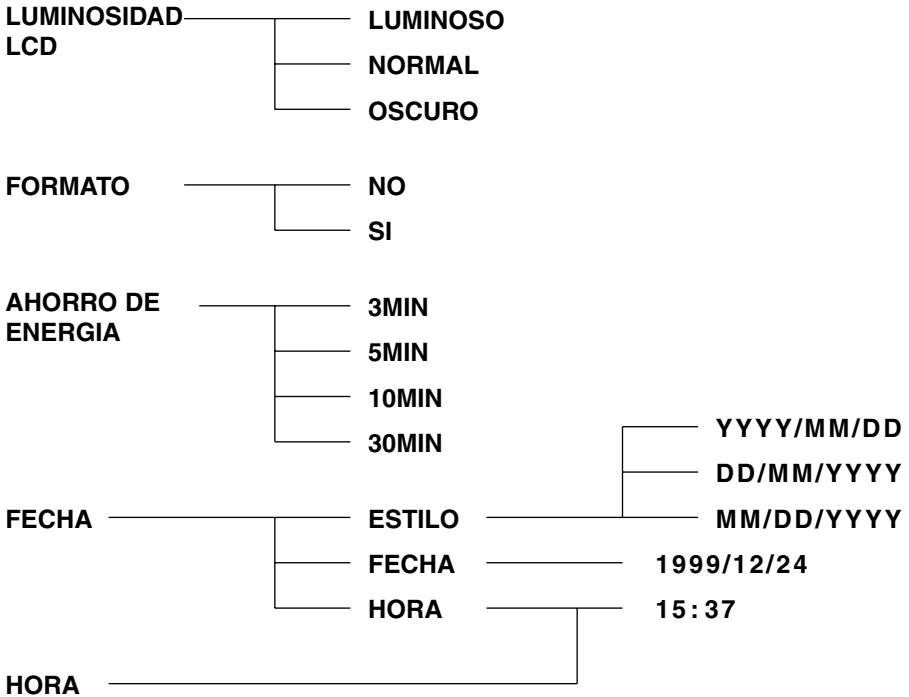 LUMINOSIDAD LUMINOSO
LCD
NORMAL
OSCURO
FORMATO NO
SI
AHORRO DE
ENERGIA
3MIN
5MIN
10MIN
30MIN
YYYY/MM/DD
DD/MM/YYYY
FECHA ESTILO MM/DD/YYYY
FECHA 1999/12/24
HORA 15:37
HORA